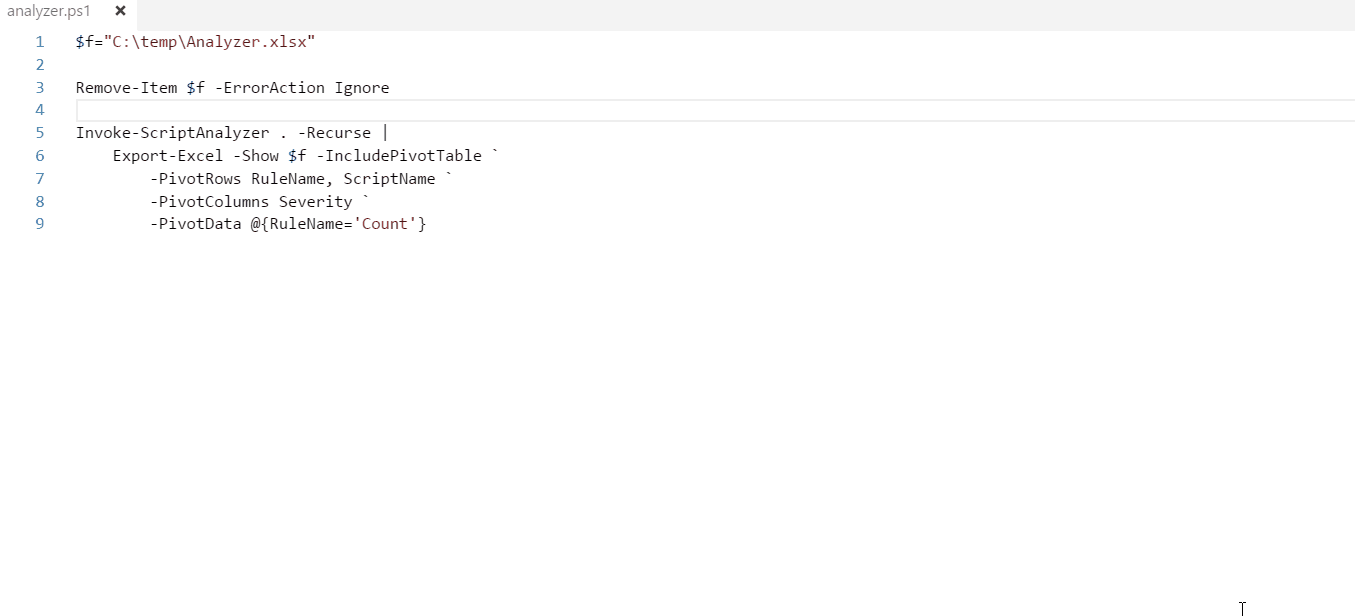 analyzer.ps1 ×
1 $f="C:\temp\Analyzer.xlsx"
2
3 Remove-Item $f -ErrorAction Ignore
4
5 Invoke-ScriptAnalyzer . -Recurse |
6     Export-Excel -Show $f -IncludePivotTable `
7         -PivotRows RuleName, ScriptName `
8         -PivotColumns Severity `
9         -PivotData @{RuleName='Count'}